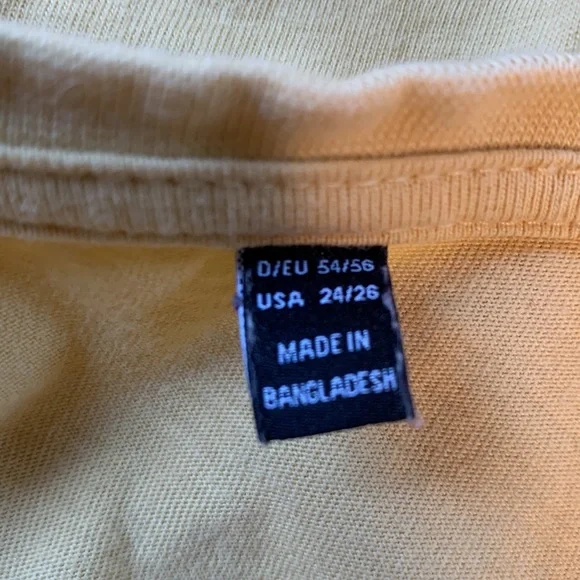 D/EU 54/56
USA 24/26
MADE IN
BANGLADESH